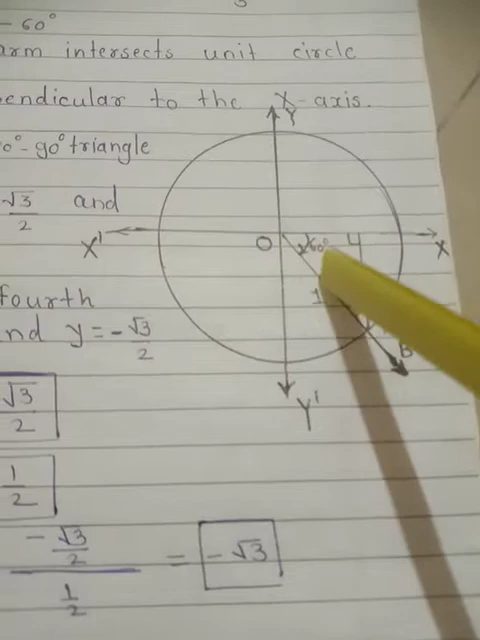 - 60°
arm intersects unit circle
endicular to the X-axis.
0°-90° triangle
Y
√3/2 and
X' O 60° X
1
fourth
nd y = -√3/2
B
√3/2
Y'
1/2
-√3/2 / 1/2 = -√3